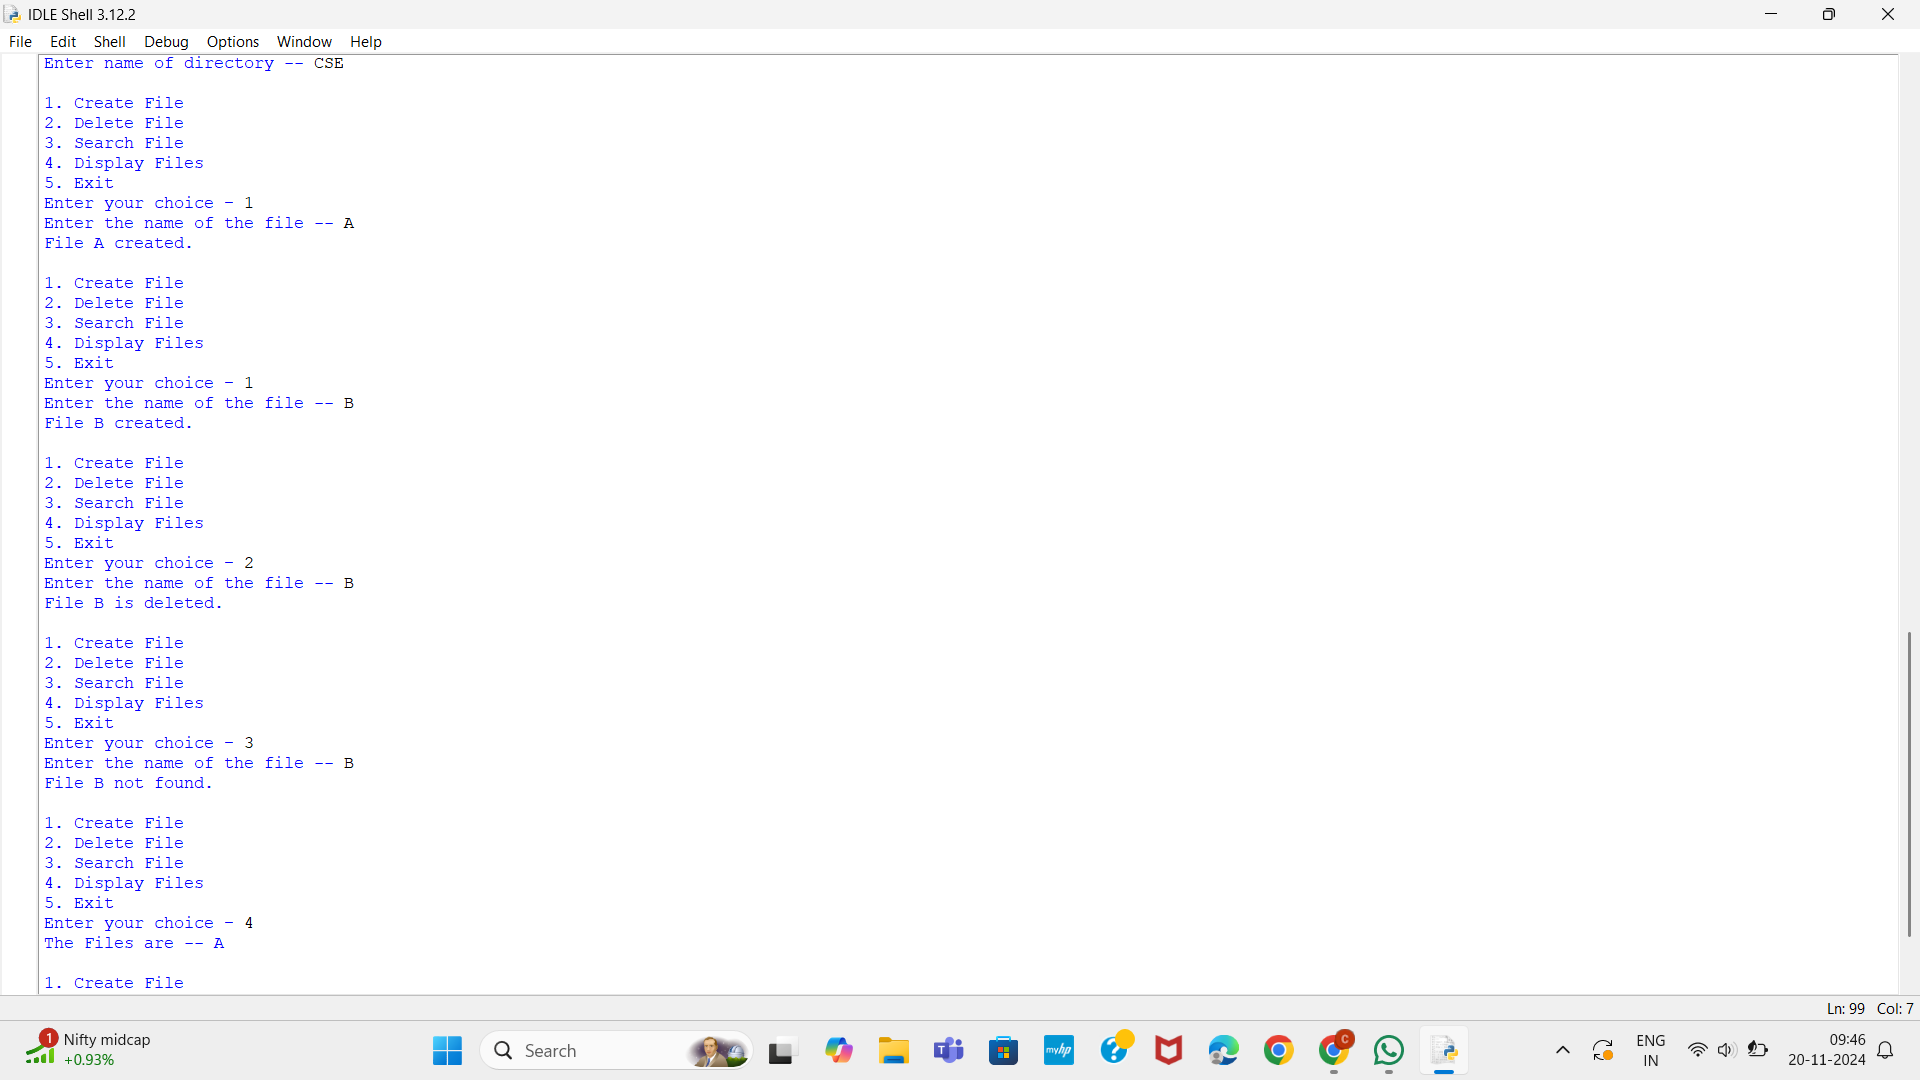 IDLE Shell 3.12.2
File Edit Shell Debug Options Window Help
Enter name of directory -- CSE
1. Create File
2. Delete File
3. Search File
4. Display Files
5. Exit
Enter your choice - 1
Enter the name of the file -- A
File A created.
1. Create File
2. Delete File
3. Search File
4. Display Files
5. Exit
Enter your choice - 1
Enter the name of the file -- B
File B created.
1. Create File
2. Delete File
3. Search File
4. Display Files
5. Exit
Enter your choice - 2
Enter the name of the file -- B
File B is deleted.
1. Create File
2. Delete File
3. Search File
4. Display Files
5. Exit
Enter your choice - 3
Enter the name of the file -- B
File B not found.
1. Create File
2. Delete File
3. Search File
4. Display Files
5. Exit
Enter your choice - 4
The Files are -- A
1. Create File
Ln: 99 Col: 7
1
Nifty midcap
+0.93%
Search
myhp
C
ENG
IN
09:46
20-11-2024